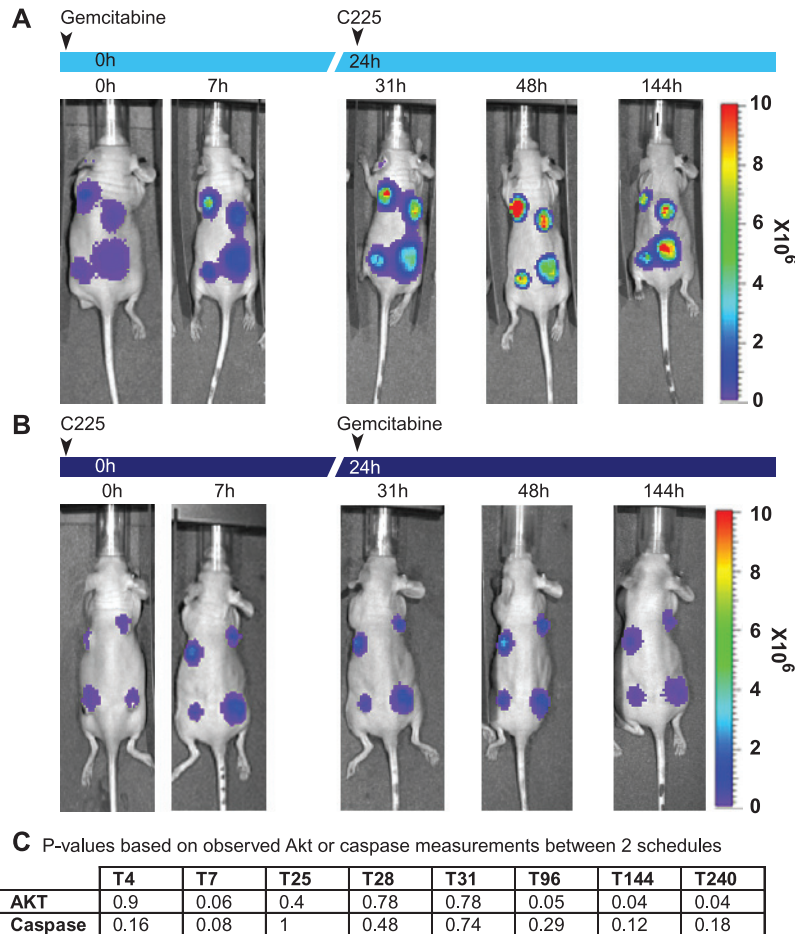 A
Gemcitabine C225
0h 24h
0h 7h 31h 48h 144h
10
8
6
4
2
0
X10⁶
B
C225 Gemcitabine
0h 24h
0h 7h 31h 48h 144h
10
8
6
4
2
0
X10⁶
C P-values based on observed Akt or caspase measurements between 2 schedules
T4 T7 T25 T28 T31 T96 T144 T240
AKT 0.9 0.06 0.4 0.78 0.78 0.05 0.04 0.04
Caspase 0.16 0.08 1 0.48 0.74 0.29 0.12 0.18